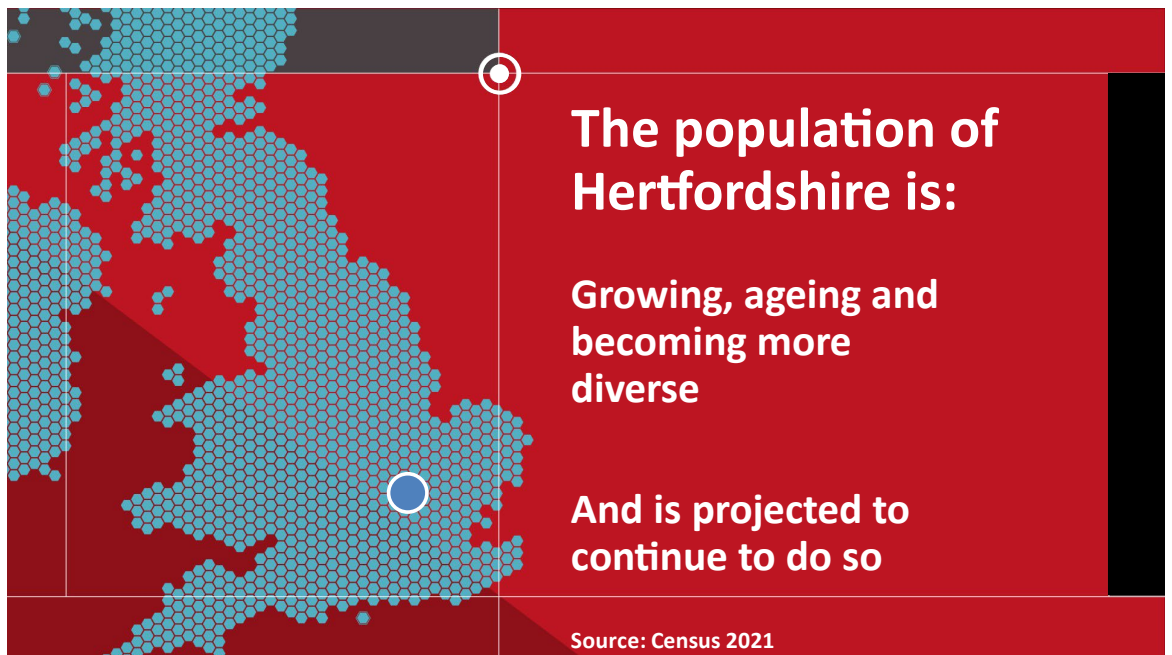 The population of
Hertfordshire is:
Growing, ageing and
becoming more
diverse
And is projected to
continue to do so
Source: Census 2021